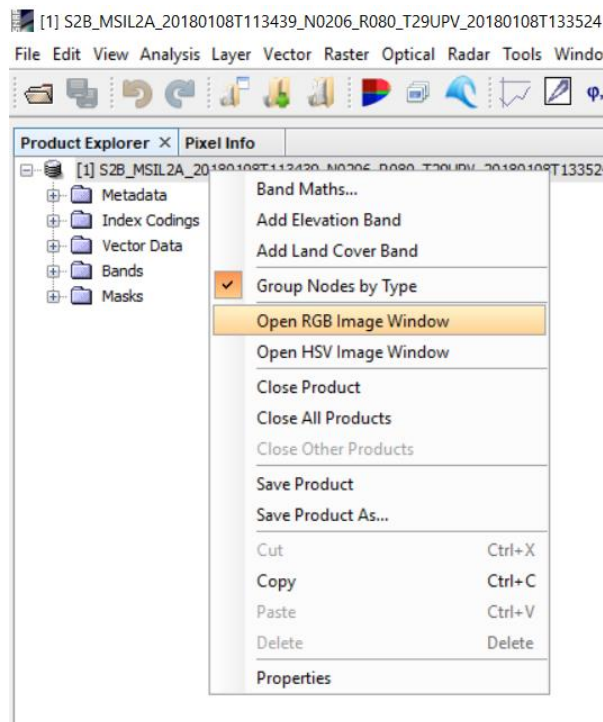 [1] S2B_MSIL2A_20180108T113439_N0206_R080_T29UPV_20180108T133524
File Edit View Analysis Layer Vector Raster Optical Radar Tools Windo
φ,
Product Explorer × Pixel Info
[1] S2B_MSIL2A_20180108T113439_N0206_R080_T29UPV_20180108T13352
Metadata
Index Codings
Vector Data
Bands
Masks
Band Maths...
Add Elevation Band
Add Land Cover Band
Group Nodes by Type
Open RGB Image Window
Open HSV Image Window
Close Product
Close All Products
Close Other Products
Save Product
Save Product As...
Cut Ctrl+X
Copy Ctrl+C
Paste Ctrl+V
Delete Delete
Properties